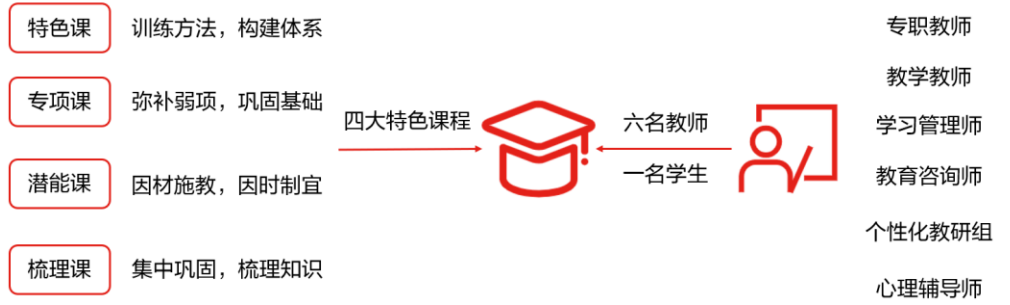 特色课 训练方法，构建体系
专项课 弥补弱项，巩固基础
潜能课 因材施教，因时制宜
梳理课 集中巩固，梳理知识
四大特色课程
六名教师
一名学生
专职教师
教学教师
学习管理师
教育咨询师
个性化教研组
心理辅导师